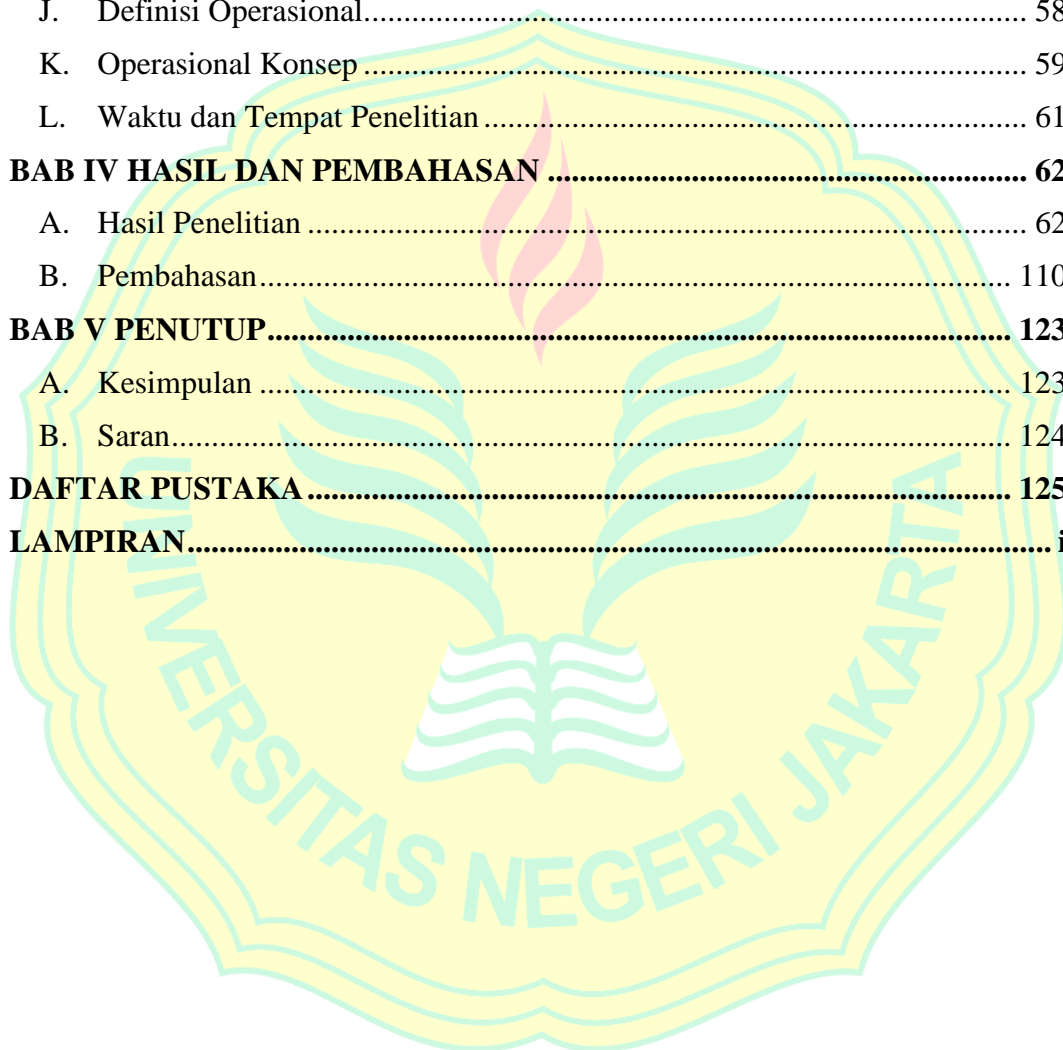 J. Definisi Operasional.................................................................................................... 58
K. Operasional Konsep .................................................................................................... 59
L. Waktu dan Tempat Penelitian .................................................................................. 61
BAB IV HASIL DAN PEMBAHASAN ............................................................. 62
A. Hasil Penelitian ............................................................................................ 62
B. Pembahasan................................................................................................. 110
BAB V PENUTUP............................................................................................... 123
A. Kesimpulan ................................................................................................. 123
B. Saran............................................................................................................ 124
DAFTAR PUSTAKA .......................................................................................... 125
LAMPIRAN............................................................................................................. i
UNIVERSITAS NEGERI JAKARTA